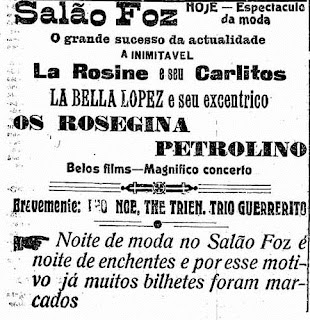 Salão Foz
HOJE — Espectaculo
da moda
O grande sucesso da actualidade
A INIMITAVEL
La Rosine e seu Carlitos
LA BELLA LOPEZ e seu excentrico
OS ROSEGINA
PETROLINO
Belos films—Magnifico concerto
Brevemente: NOE, THE TRIEN, TRIO GUERRERITO
Noite de moda no Salão Foz é
noite de enchentes e por esse moti-
vo já muitos bilhetes foram mar-
cados